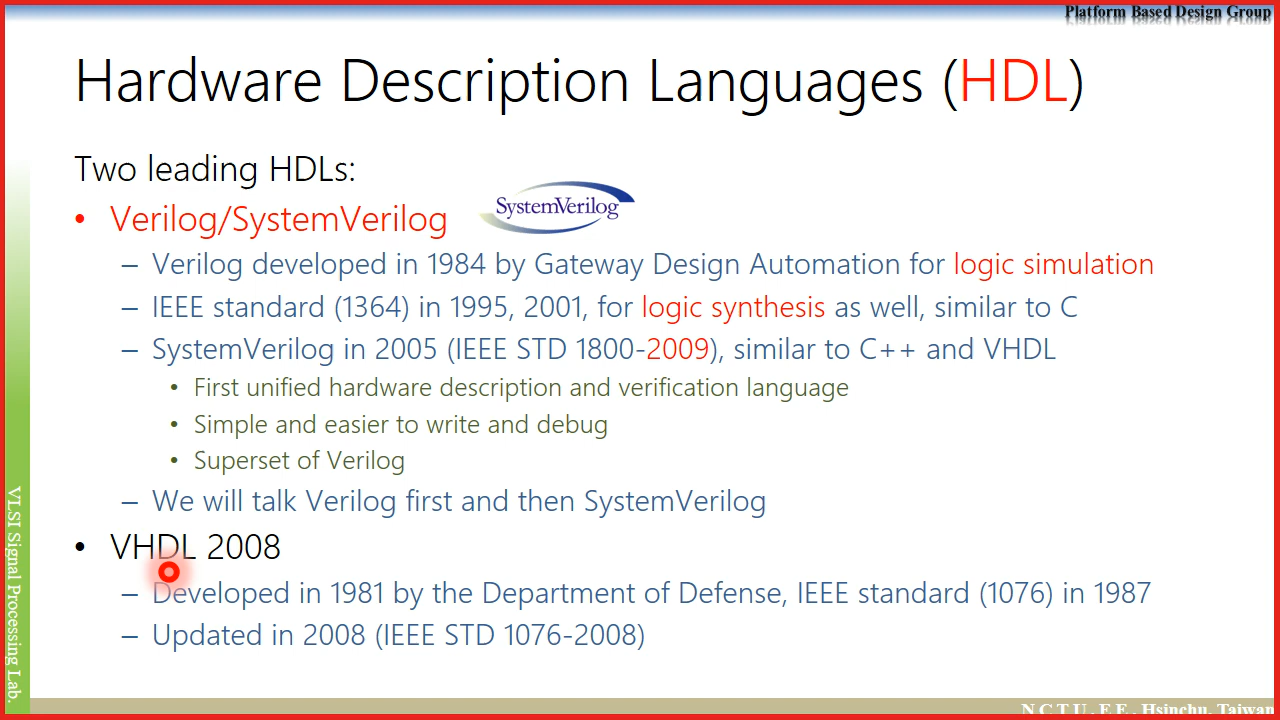 Platform Based Design Group
Hardware Description Languages (HDL)
Two leading HDLs:
• Verilog/SystemVerilog
SystemVerilog
– Verilog developed in 1984 by Gateway Design Automation for logic simulation
– IEEE standard (1364) in 1995, 2001, for logic synthesis as well, similar to C
– SystemVerilog in 2005 (IEEE STD 1800-2009), similar to C++ and VHDL
• First unified hardware description and verification language
• Simple and easier to write and debug
• Superset of Verilog
– We will talk Verilog first and then SystemVerilog
• VHDL 2008
– Developed in 1981 by the Department of Defense, IEEE standard (1076) in 1987
– Updated in 2008 (IEEE STD 1076-2008)
VLSI Signal Processing Lab.
N C T U . E E . Hsinchu, Taiwan